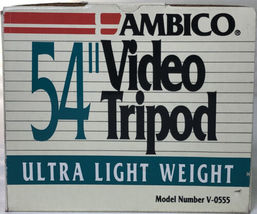 AMBICO®
54" Video
Tripod
ULTRA LIGHT WEIGHT
Model Number V-0555